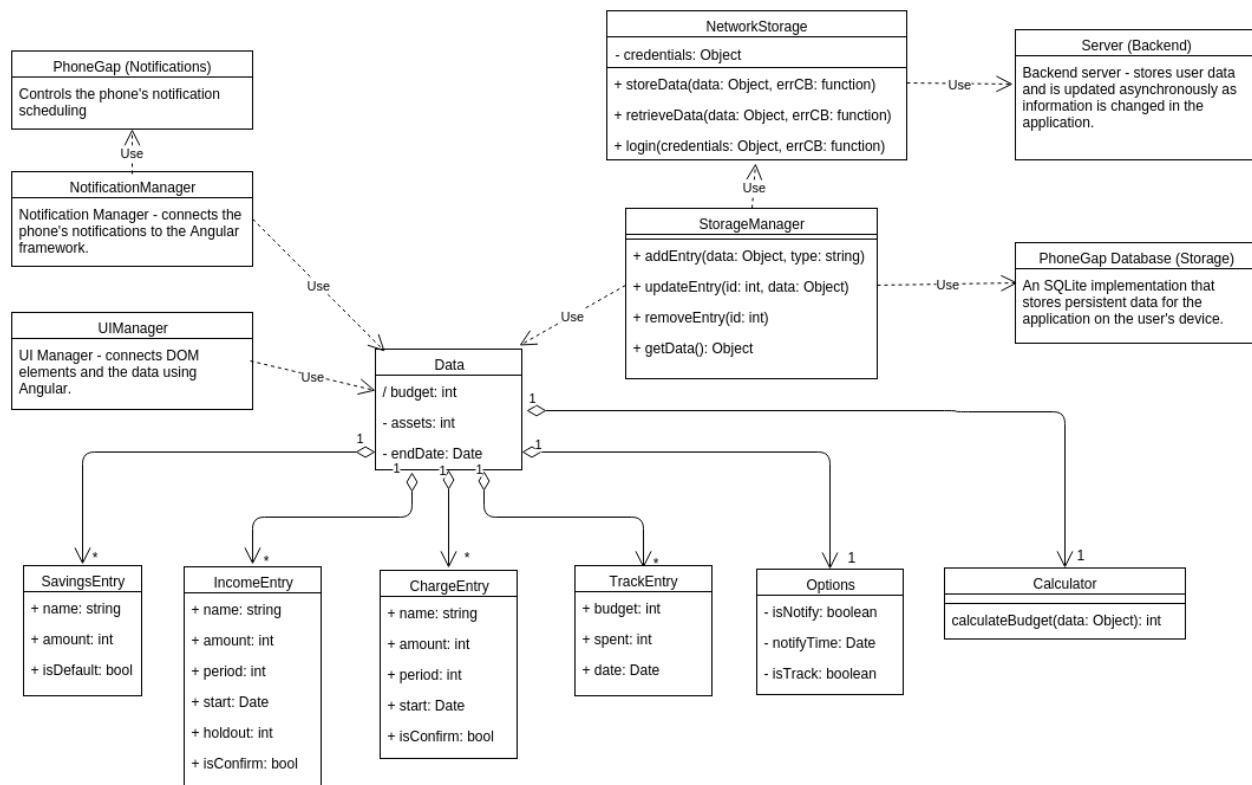 NetworkStorage
- credentials: Object
+ storeData(data: Object, errCB: function)
+ retrieveData(data: Object, errCB: function)
+ login(credentials: Object, errCB: function)
Use
Server (Backend)
Backend server - stores user data
and is updated asynchronously as
information is changed in the
application.
PhoneGap (Notifications)
Controls the phone's notification
scheduling
Use
NotificationManager
Notification Manager - connects the
phone's notifications to the Angular
framework.
Use
Use
StorageManager
+ addEntry(data: Object, type: string)
+ updateEntry(id: int, data: Object)
+ removeEntry(id: int)
+ getData(): Object
Use
PhoneGap Database (Storage)
An SQLite implementation that
stores persistent data for the
application on the user's device.
Use
UIManager
UI Manager - connects DOM
elements and the data using
Angular.
Use
Data
/ budget: int
- assets: int
- endDate: Date
1
1
1
1
1
1
*
*
*
*
1
1
SavingsEntry
+ name: string
+ amount: int
+ isDefault: bool
IncomeEntry
+ name: string
+ amount: int
+ period: int
+ start: Date
+ holdout: int
+ isConfirm: bool
ChargeEntry
+ name: string
+ amount: int
+ period: int
+ start: Date
+ isConfirm: bool
TrackEntry
+ budget: int
+ spent: int
+ date: Date
Options
- isNotify: boolean
- notifyTime: Date
- isTrack: boolean
Calculator
calculateBudget(data: Object): int